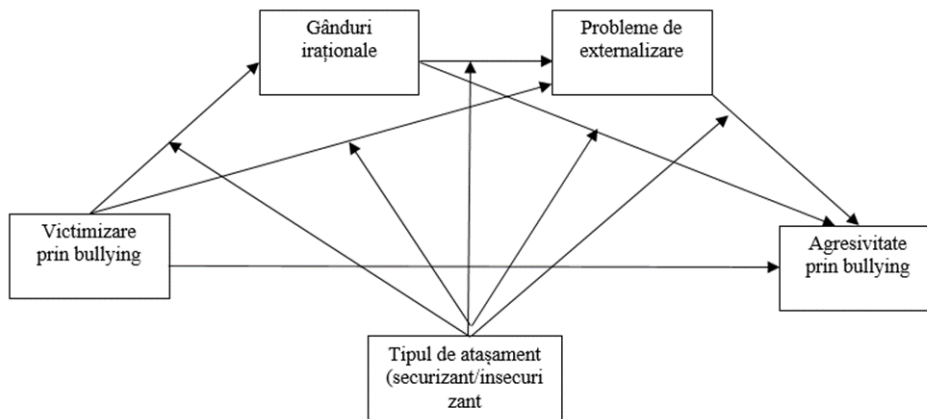 Gânduri
iraționale
Probleme de
externalizare
Victimizare
prin bullying
Agresivitate
prin bullying
Tipul de atașament
(securizant/insecuri
zant